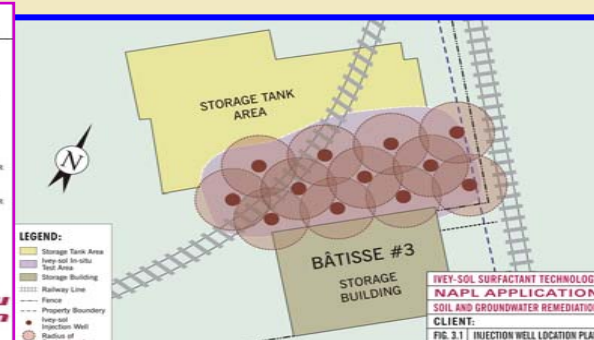 STORAGE TANK
AREA
N
BÂTISSE #3
STORAGE
BUILDING
LEGEND:
Storage Tank Area
Ivey-sol In-situ
Test Area
Storage Building
Railway Line
Fence
Property Boundary
Ivey-sol
Injection Well
Radius of
IVEY-SOL SURFACTANT TECHNOLOG
NAPL APPLICATION
SOIL AND GROUNDWATER REMEDIATION
CLIENT:
FIG. 3.1 INJECTION WELL LOCATION PLA